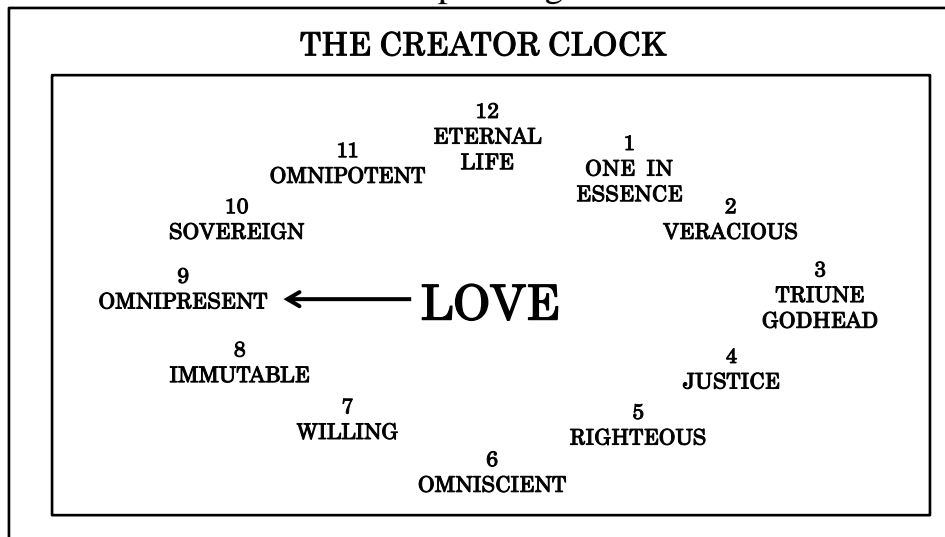 THE CREATOR CLOCK
12
ETERNAL
LIFE
1
ONE IN
ESSENCE
2
VERACIOUS
3
TRIUNE
GODHEAD
4
JUSTICE
5
RIGHTEOUS
6
OMNISCIENT
7
WILLING
8
IMMUTABLE
9
OMNIPRESENT
10
SOVEREIGN
11
OMNIPOTENT
LOVE